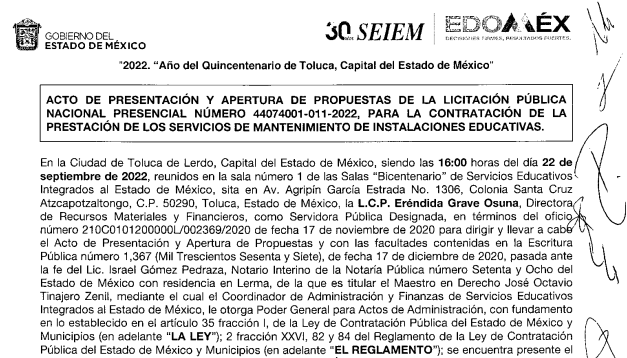 GOBIERNO DEL
ESTADO DE MÉXICO
30 AÑOS SEIEM
EDOMÉX
DECISIONES FIRMES, RESULTADOS FUERTES.
"2022. "Año del Quincentenario de Toluca, Capital del Estado de México"
ACTO DE PRESENTACIÓN Y APERTURA DE PROPUESTAS DE LA LICITACIÓN PÚBLICA
NACIONAL PRESENCIAL NÚMERO 44074001-011-2022, PARA LA CONTRATACIÓN DE LA
PRESTACIÓN DE LOS SERVICIOS DE MANTENIMIENTO DE INSTALACIONES EDUCATIVAS.
En la Ciudad de Toluca de Lerdo, Capital del Estado de México, siendo las 16:00 horas del día 22 de
septiembre de 2022, reunidos en la sala número 1 de las Salas "Bicentenario" de Servicios Educativos
Integrados al Estado de México, sita en Av. Agripín García Estrada No. 1306, Colonia Santa Cruz
Atzcapotzaltongo, C.P. 50290, Toluca, Estado de México, la L.C.P. Eréndida Grave Osuna, Directora
de Recursos Materiales y Financieros, como Servidora Pública Designada, en términos del oficio
número 210C0101200000L/002369/2020 de fecha 17 de noviembre de 2020 para dirigir y llevar a cabo
el Acto de Presentación y Apertura de Propuestas y con las facultades contenidas en la Escritura
Pública número 1,367 (Mil Trescientos Sesenta y Siete), de fecha 17 de diciembre de 2020, pasada ante
la fe del Lic. Israel Gómez Pedraza, Notario Interino de la Notaría Pública número Setenta y Ocho del
Estado de México con residencia en Lerma, de la que es titular el Maestro en Derecho José Octavio
Tinajero Zenil, mediante el cual el Coordinador de Administración y Finanzas de Servicios Educativos
Integrados al Estado de México, le otorga Poder General para Actos de Administración, con fundamento
en lo establecido en el artículo 35 fracción I, de la Ley de Contratación Pública del Estado de México y
Municipios (en adelante "LA LEY"); 2 fracción XXVI, 82 y 84 del Reglamento de la Ley de Contratación
Pública del Estado de México y Municipios (en adelante "EL REGLAMENTO"); se encuentra presente el